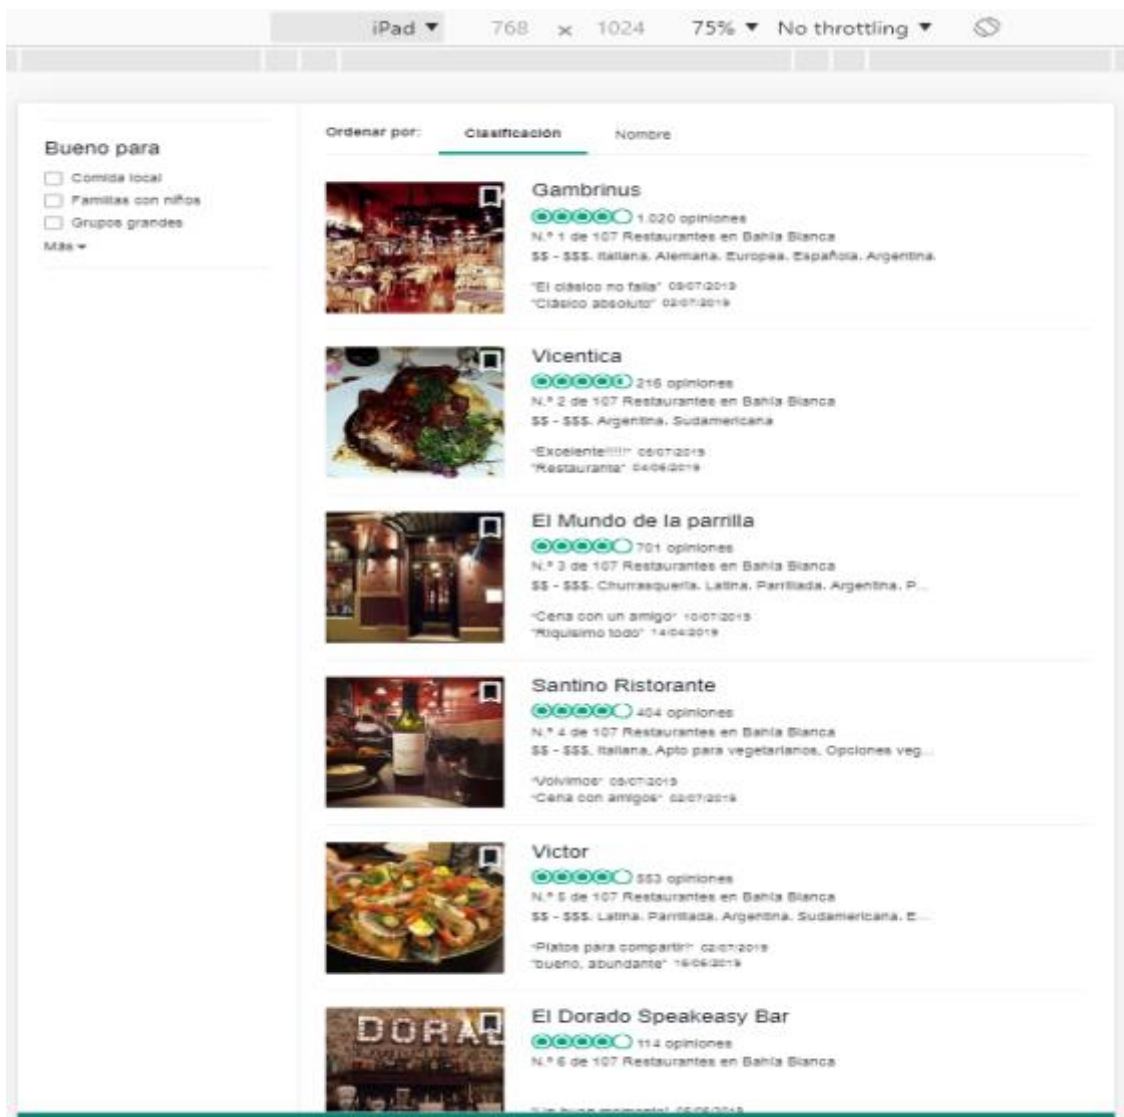 iPad ▼ 768 × 1024 75% ▼ No throttling ▼
Bueno para
Comida local
Familias con niños
Grupos grandes
Más
Ordenar por: Clasificación Nombre
Gambrinus
1.020 opiniones
N.º 1 de 107 Restaurantes en Bahía Blanca
$$ - $$$, Italiana, Alemana, Europea, Española, Argentina,
"El clásico no falla" 09/07/2019
"Clásico absoluto" 02/07/2019
Vicentica
216 opiniones
N.º 2 de 107 Restaurantes en Bahía Blanca
$$ - $$$, Argentina, Sudamericana
"Excelente!!!!!" 05/07/2019
"Restaurante" 04/06/2019
El Mundo de la parrilla
701 opiniones
N.º 3 de 107 Restaurantes en Bahía Blanca
$$ - $$$, Churrasquería, Latina, Parrillada, Argentina, P...
"Cena con un amigo" 10/07/2019
"Riquísimo todo" 14/04/2019
Santino Ristorante
404 opiniones
N.º 4 de 107 Restaurantes en Bahía Blanca
$$ - $$$, Italiana, Apto para vegetarianos, Opciones veg...
"Volvimos"
"Cena con amigos" 02/07/2019
Victor
553 opiniones
N.º 5 de 107 Restaurantes en Bahía Blanca
$$ - $$$, Latina, Parrillada, Argentina, Sudamericana, E...
"Platos para compartir!" 02/07/2019
"bueno, abundante" 16/06/2019
El Dorado Speakeasy Bar
114 opiniones
N.º 6 de 107 Restaurantes en Bahía Blanca
DORAD